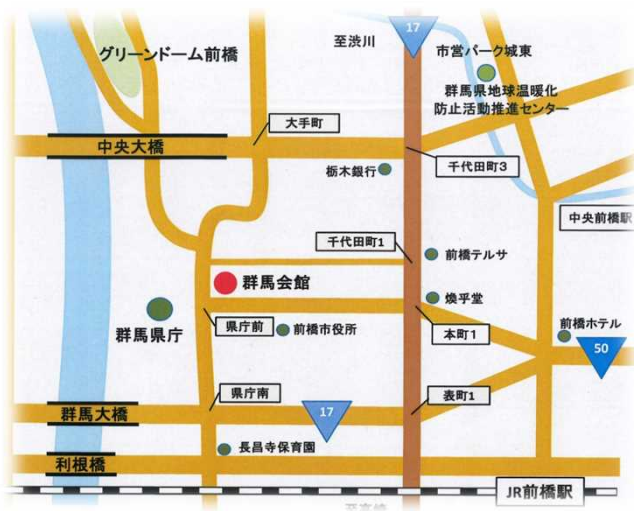 17
至渋川
市営パーク城東
グリーンドーム前橋
群馬県地球温暖化
防止活動推進センター
大手町
中央大橋
千代田町3
栃木銀行
中央前橋駅
千代田町1
前橋テルサ
群馬会館
煥乎堂
群馬県庁
県庁前
前橋市役所
本町1
前橋ホテル
50
県庁南
表町1
群馬大橋
17
長昌寺保育園
利根橋
JR前橋駅
至高崎